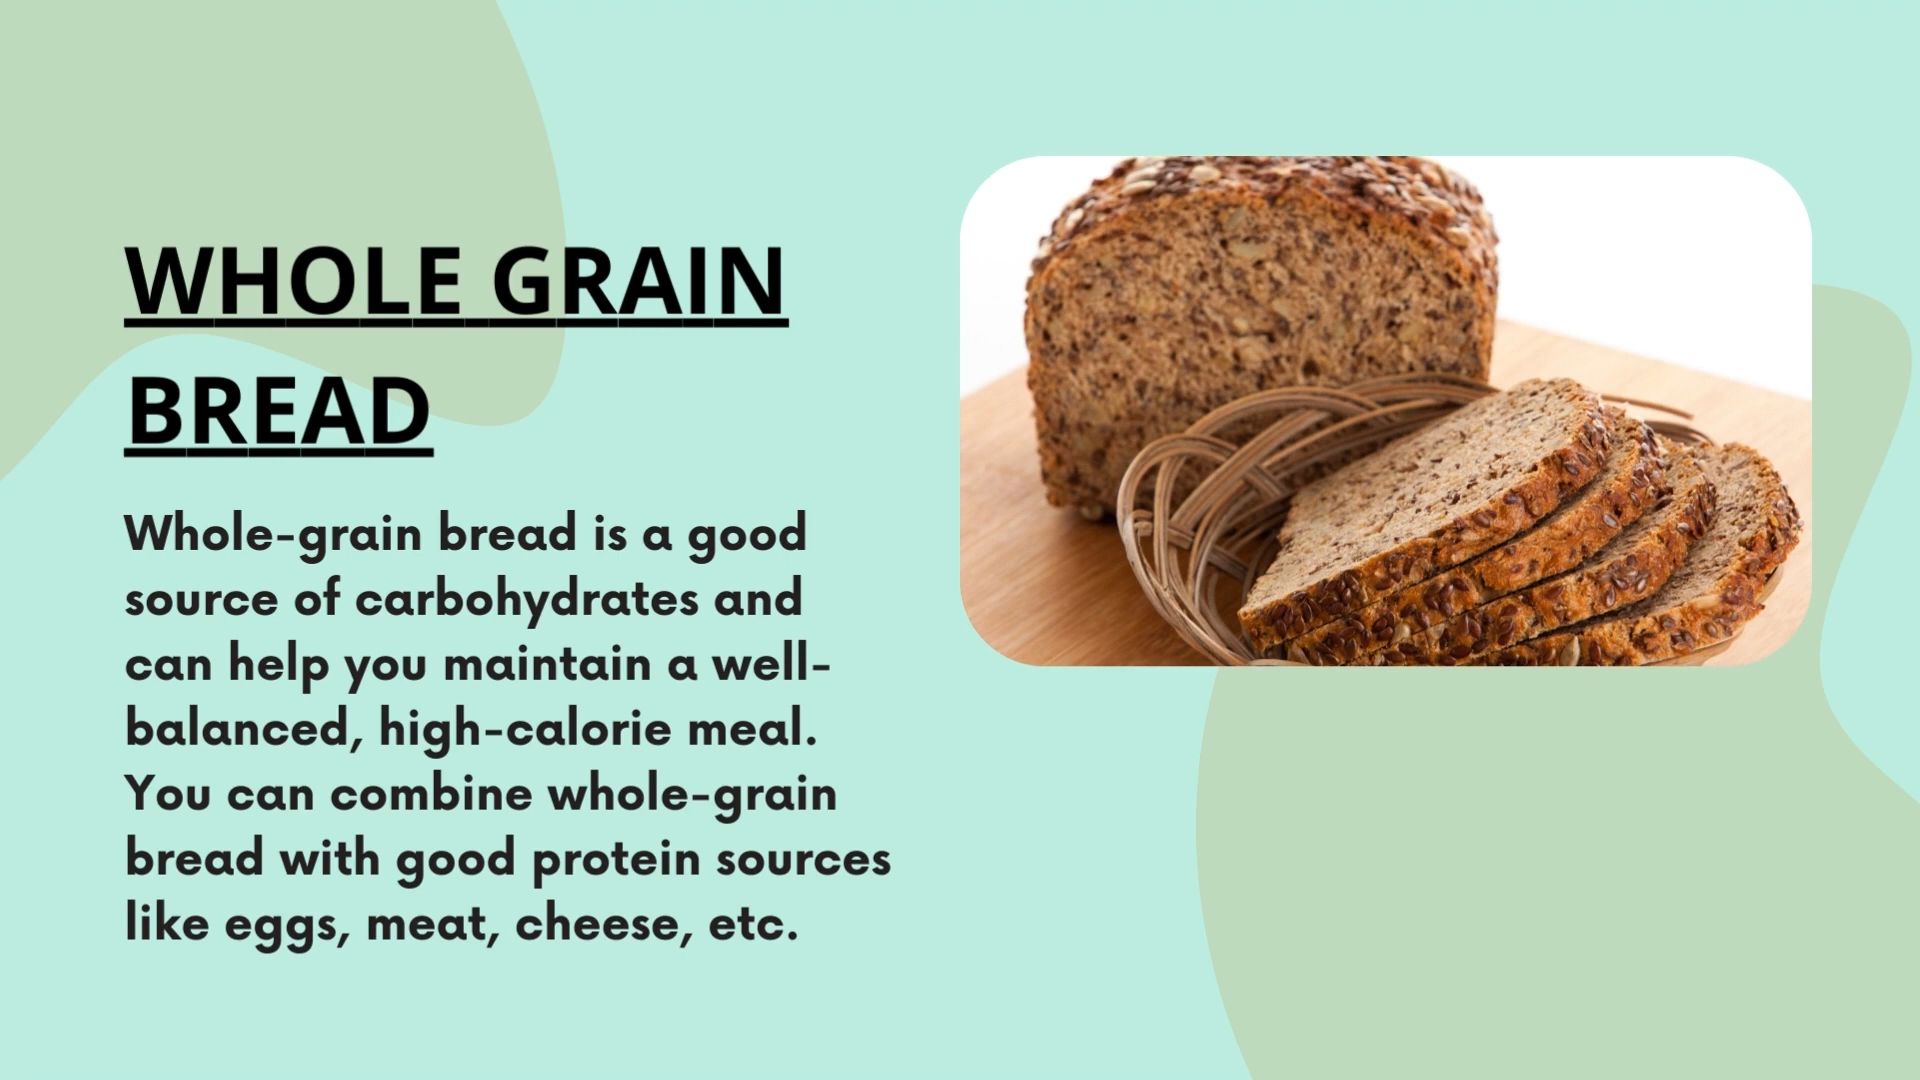 WHOLE GRAIN
BREAD
Whole-grain bread is a good
source of carbohydrates and
can help you maintain a well-
balanced, high-calorie meal.
You can combine whole-grain
bread with good protein sources
like eggs, meat, cheese, etc.